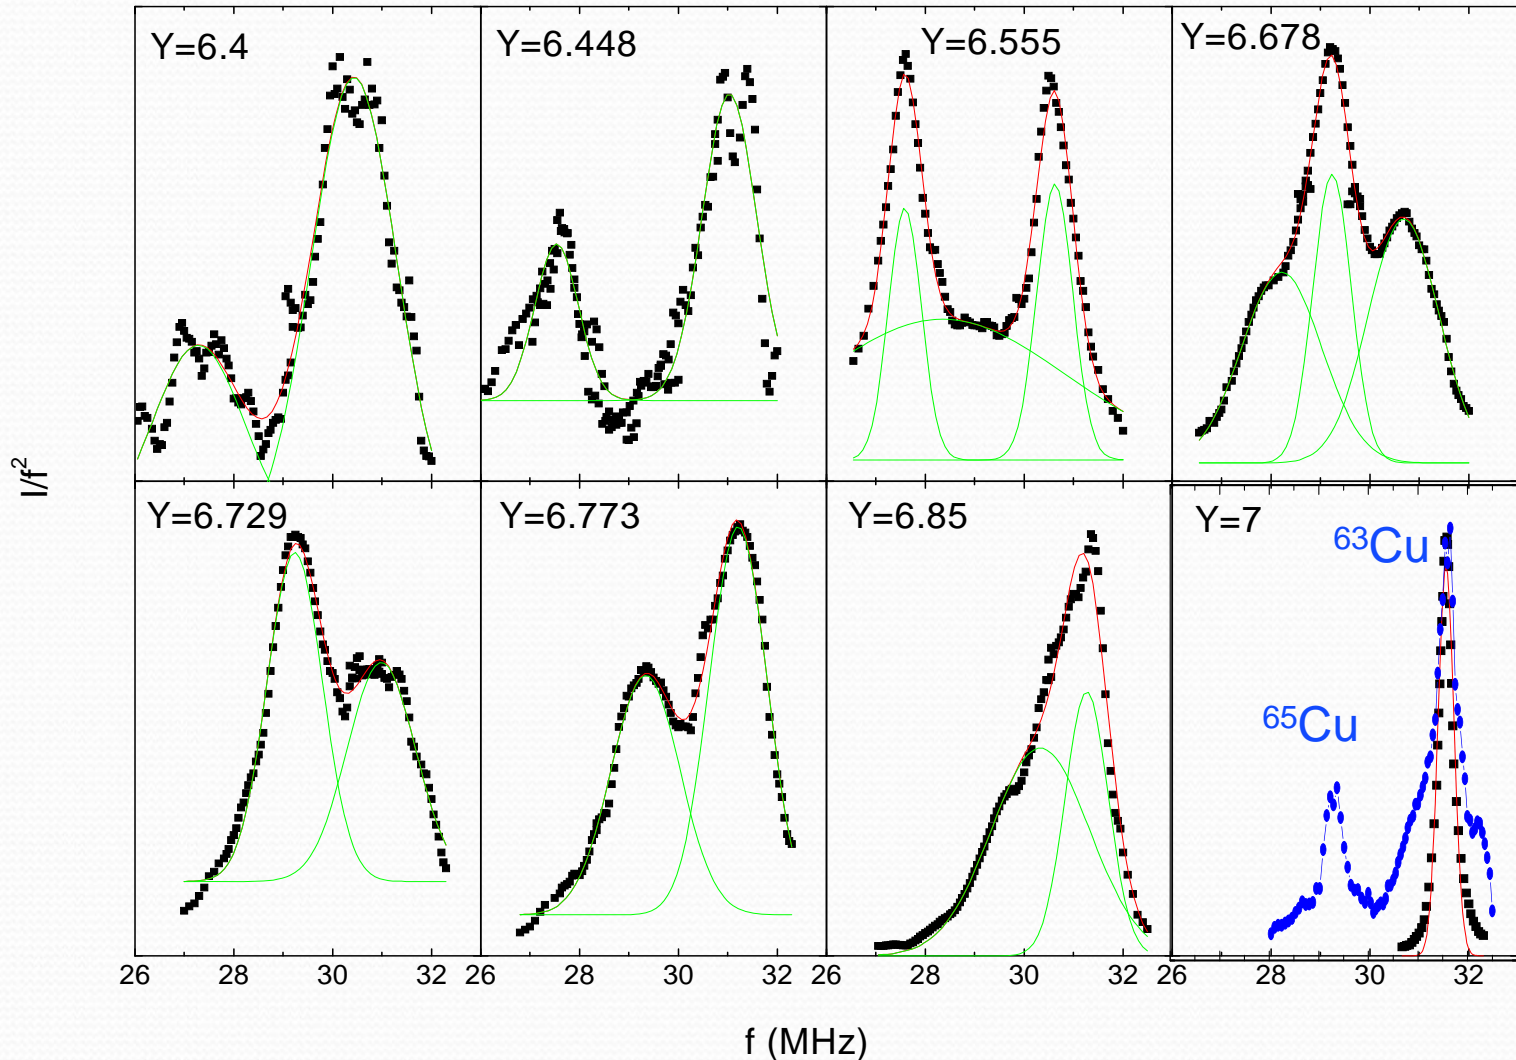 Y=6.4
Y=6.448
Y=6.555
Y=6.678
Y=6.729
Y=6.773
Y=6.85
Y=7
63Cu
65Cu
I/f2
26 28 30 32 26 28 30 32 26 28 30 32 26 28 30 32
f (MHz)